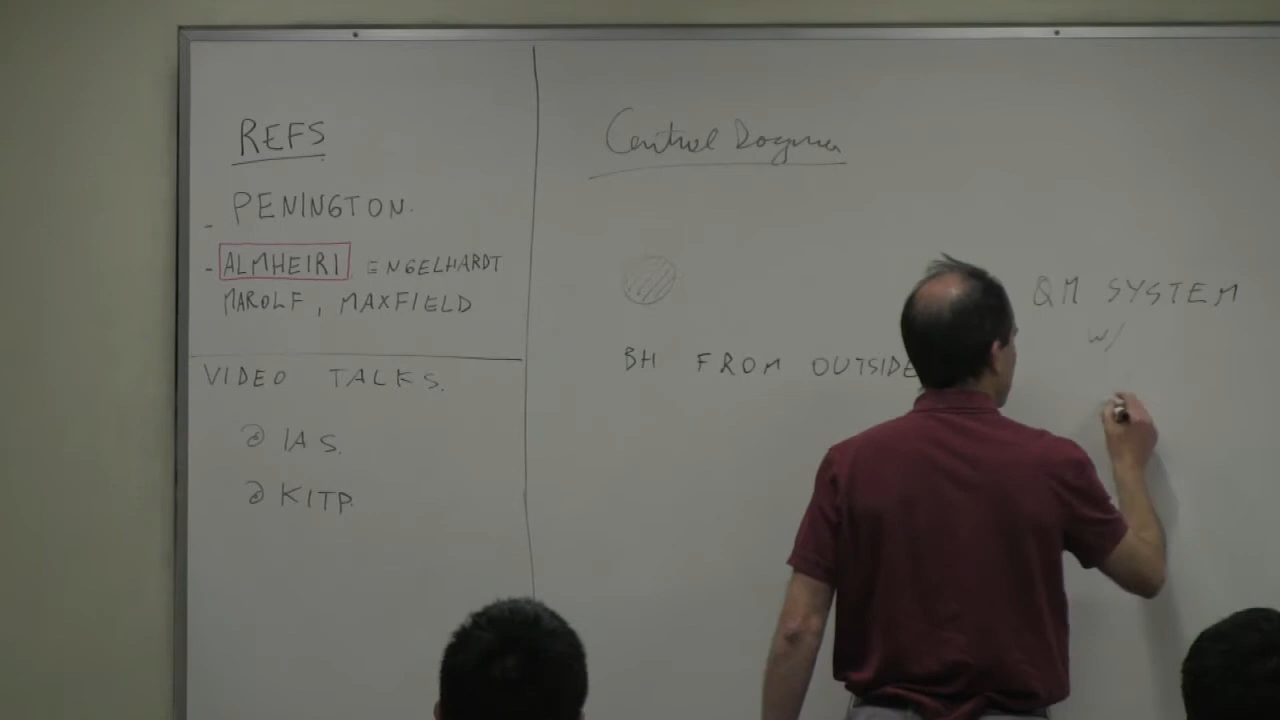 REFS
- PENINGTON.
- ALMHEIRI ENGELHARDT
MAROLF, MAXFIELD
VIDEO TALKS.
@ IAS.
@ KITP.
Central Dogma
BH FROM OUTSIDE
QM SYSTEM
w/